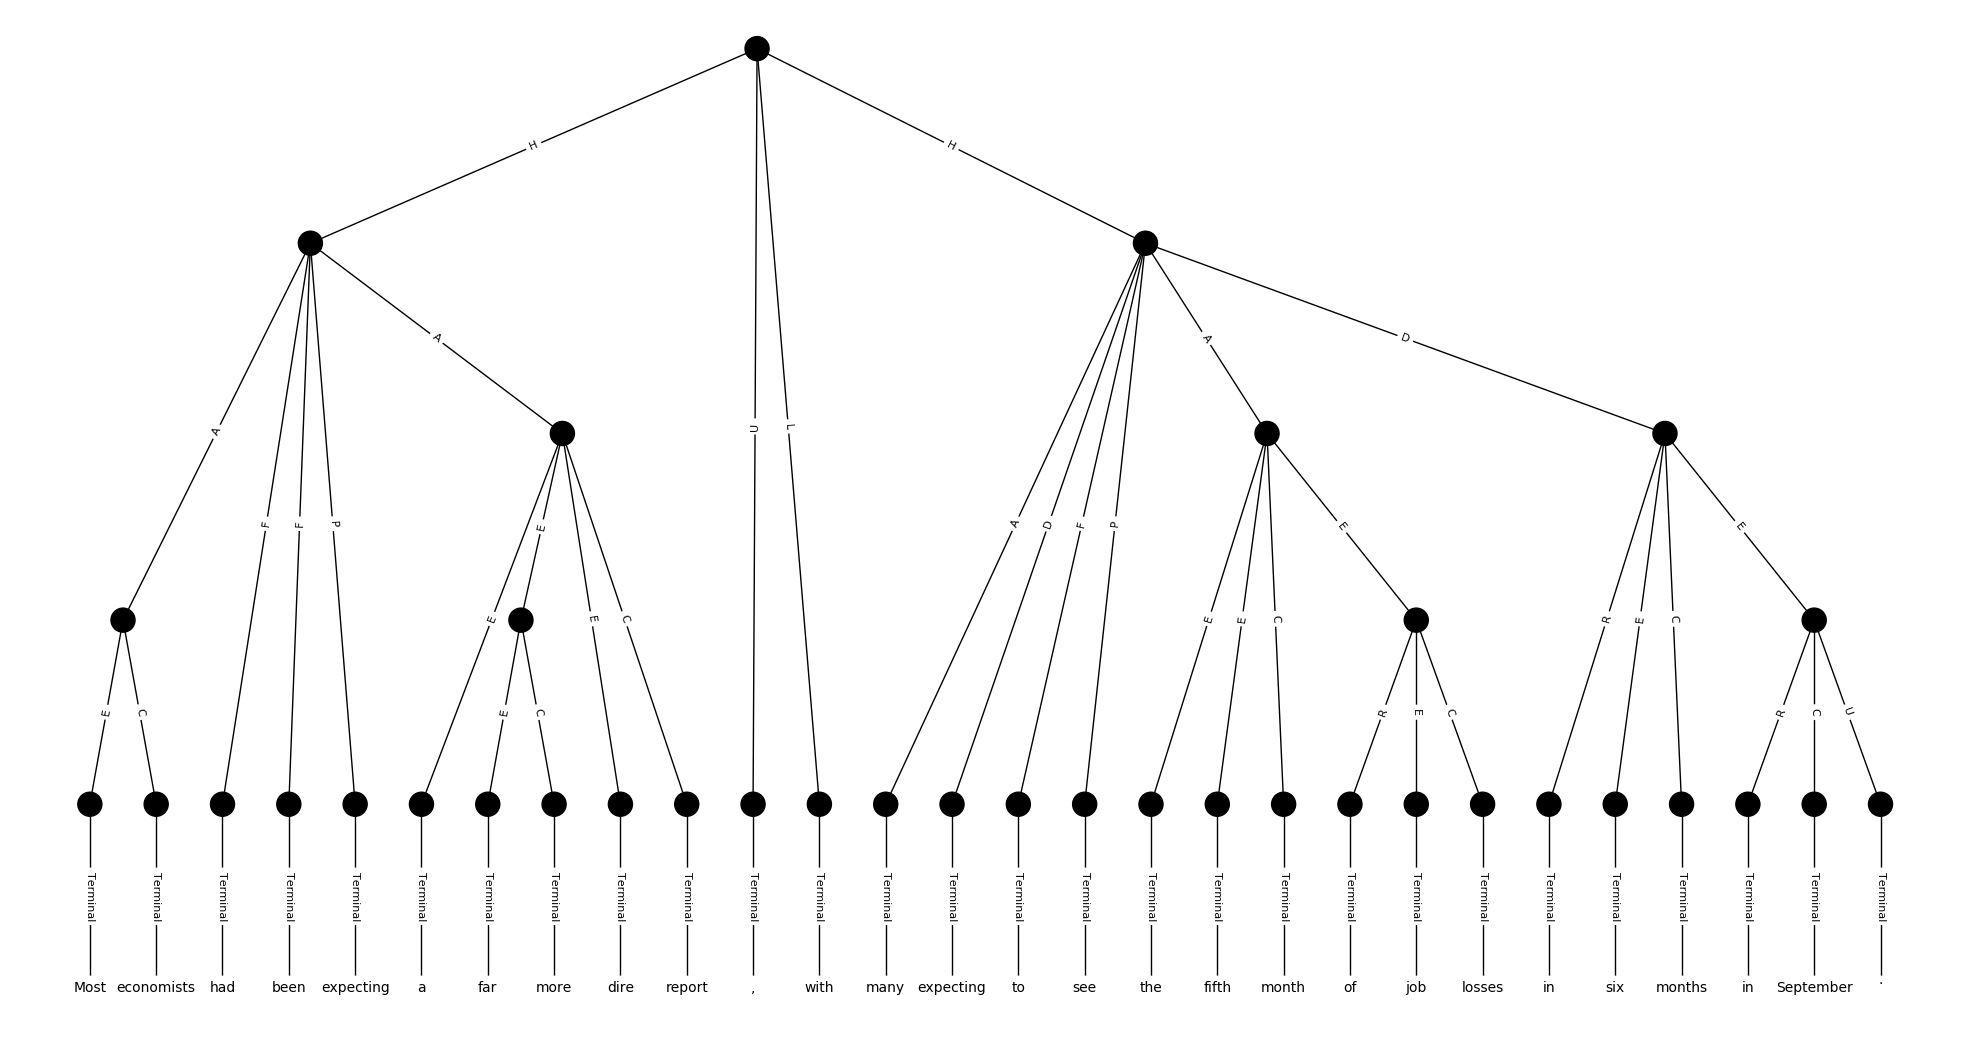 H H
A A A D
U L
F F P E A D F P E
E E C E E C R E C E
E C E C R E C R C U
Terminal Terminal Terminal Terminal Terminal Terminal Terminal Terminal Terminal Terminal Terminal Terminal Terminal Terminal Terminal Terminal Terminal Terminal Terminal Terminal Terminal Terminal Terminal Terminal Terminal Terminal Terminal Terminal
Most economists had been expecting a far more dire report , with many expecting to see the fifth month of job losses in six months in September .